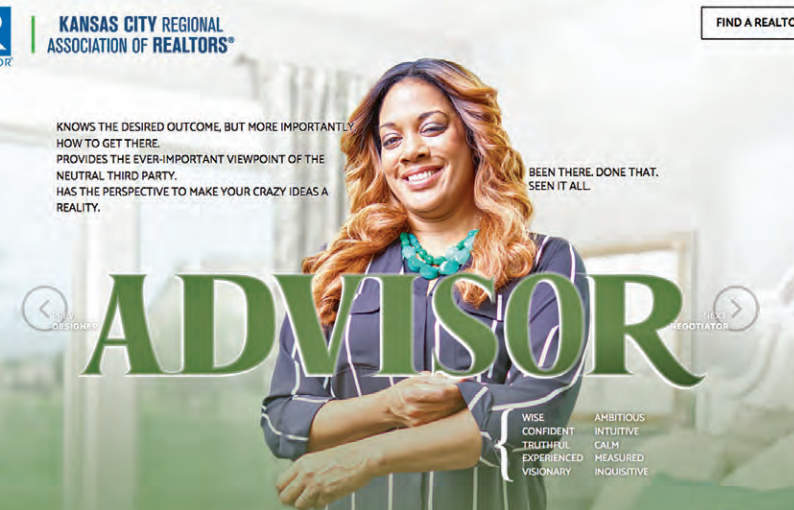 KANSAS CITY REGIONAL
ASSOCIATION OF REALTORS®
FIND A REALTO
KNOWS THE DESIRED OUTCOME, BUT MORE IMPORTANTLY
HOW TO GET THERE.
PROVIDES THE EVER-IMPORTANT VIEWPOINT OF THE
NEUTRAL THIRD PARTY.
HAS THE PERSPECTIVE TO MAKE YOUR CRAZY IDEAS A
REALITY.
BEEN THERE. DONE THAT.
SEEN IT ALL.
ADVISOR
PREV
DESIGNER
NEXT
NEGOTIATOR
WISE
CONFIDENT
TRUTHFUL
EXPERIENCED
VISIONARY
AMBITIOUS
INTUITIVE
CALM
MEASURED
INQUISITIVE